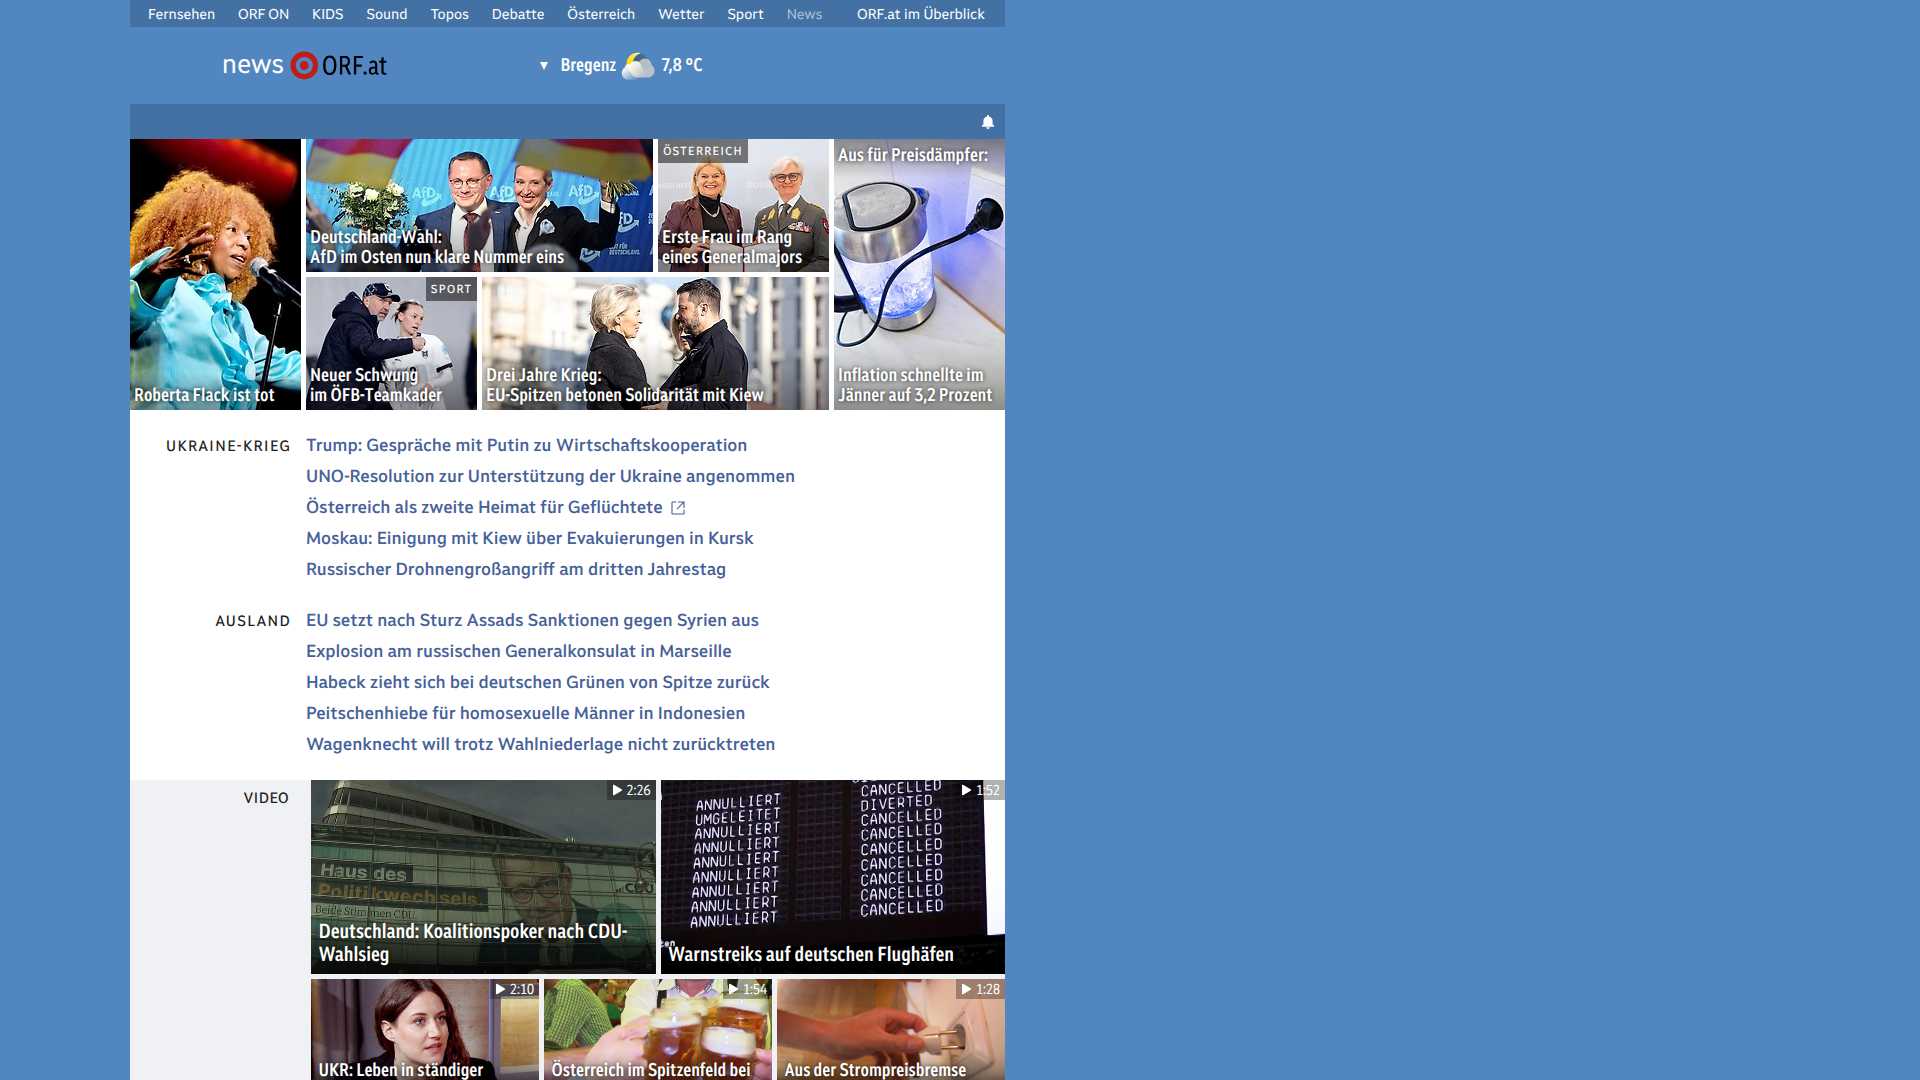 Fernsehen ORF ON KIDS Sound Topos Debatte Österreich Wetter Sport News ORF.at im Überblick
news ORF.at
Bregenz 7,8 °C
Roberta Flack ist tot
AfD
AfD
AfD
Deutschland-Wahl:
AfD im Osten nun klare Nummer eins
ÖSTERREICH
Erste Frau im Rang
eines Generalmajors
Aus für Preisdämpfer:
Inflation schnellte im
Jänner auf 3,2 Prozent
SPORT
Neuer Schwung
im ÖFB-Teamkader
Drei Jahre Krieg:
EU-Spitzen betonen Solidarität mit Kiew
UKRAINE-KRIEG
Trump: Gespräche mit Putin zu Wirtschaftskooperation
UNO-Resolution zur Unterstützung der Ukraine angenommen
Österreich als zweite Heimat für Geflüchtete
Moskau: Einigung mit Kiew über Evakuierungen in Kursk
Russischer Drohnengroßangriff am dritten Jahrestag
AUSLAND
EU setzt nach Sturz Assads Sanktionen gegen Syrien aus
Explosion am russischen Generalkonsulat in Marseille
Habeck zieht sich bei deutschen Grünen von Spitze zurück
Peitschenhiebe für homosexuelle Männer in Indonesien
Wagenknecht will trotz Wahlniederlage nicht zurücktreten
VIDEO
2:26
Haus des
Politikwechsels.
Beide Stimmen CDU.
CDU
Deutschland: Koalitionspoker nach CDU-
Wahlsieg
1:52
CANCELLED
ANNULLIERT DIVERTED
UMGELEITET CANCELLED
ANNULLIERT CANCELLED
ANNULLIERT CANCELLED
ANNULLIERT CANCELLED
ANNULLIERT CANCELLED
ANNULLIERT CANCELLED
ANNULLIERT CANCELLED
ANNULLIERT
Warnstreiks auf deutschen Flughäfen
2:10
UKR: Leben in ständiger
1:54
Österreich im Spitzenfeld bei
1:28
Aus der Strompreisbremse